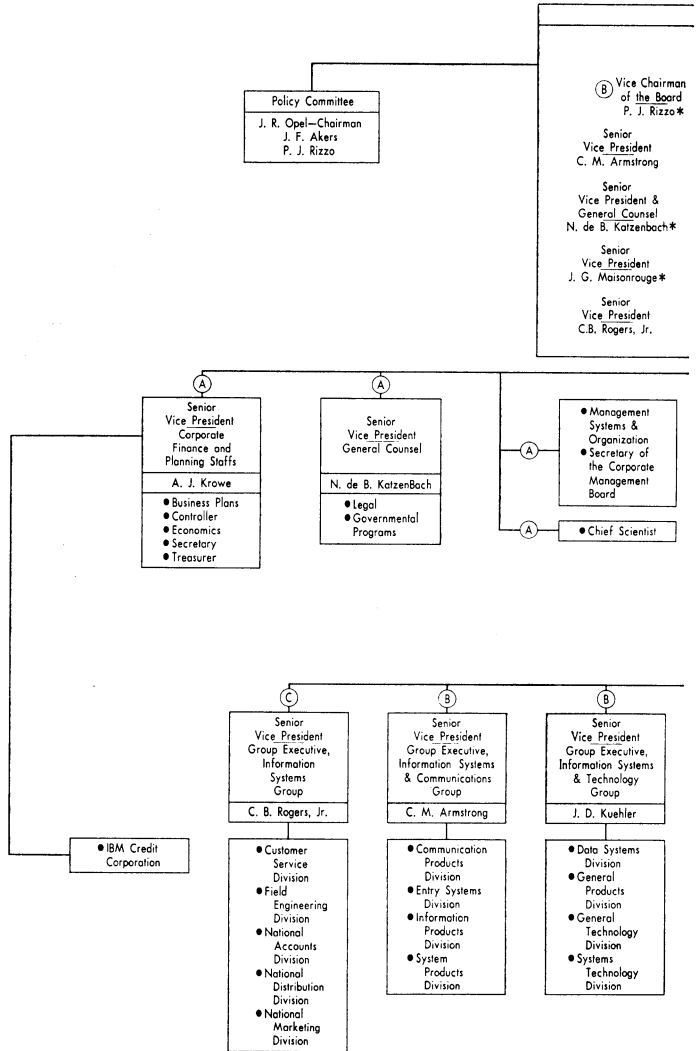 Policy Committee
J. R. Opel—Chairman
J. F. Akers
P. J. Rizzo
B
Vice Chairman
of the Board
P. J. Rizzo*
Senior
Vice President
C. M. Armstrong
Senior
Vice President &
General Counsel
N. de B. Katzenbach*
Senior
Vice President
J. G. Maisonrouge*
Senior
Vice President
C.B. Rogers, Jr.
A
Senior
Vice President
Corporate
Finance and
Planning Staffs
A. J. Krowe
● Business Plans
● Controller
● Economics
● Secretary
● Treasurer
A
Senior
Vice President
General Counsel
N. de B. KatzenBach
● Legal
● Governmental
Programs
A
● Management
Systems &
Organization
● Secretary of
the Corporate
Management
Board
A
● Chief Scientist
● IBM Credit
Corporation
C
Senior
Vice President
Group Executive,
Information
Systems
Group
C. B. Rogers, Jr.
● Customer
Service
Division
● Field
Engineering
Division
● National
Accounts
Division
● National
Distribution
Division
● National
Marketing
Division
B
Senior
Vice President
Group Executive,
Information Systems
& Communications
Group
C. M. Armstrong
● Communication
Products
Division
● Entry Systems
Division
● Information
Products
Division
● System
Products
Division
B
Senior
Vice President
Group Executive,
Information Systems
& Technology
Group
J. D. Kuehler
● Data Systems
Division
● General
Products
Division
● General
Technology
Division
● Systems
Technology
Division